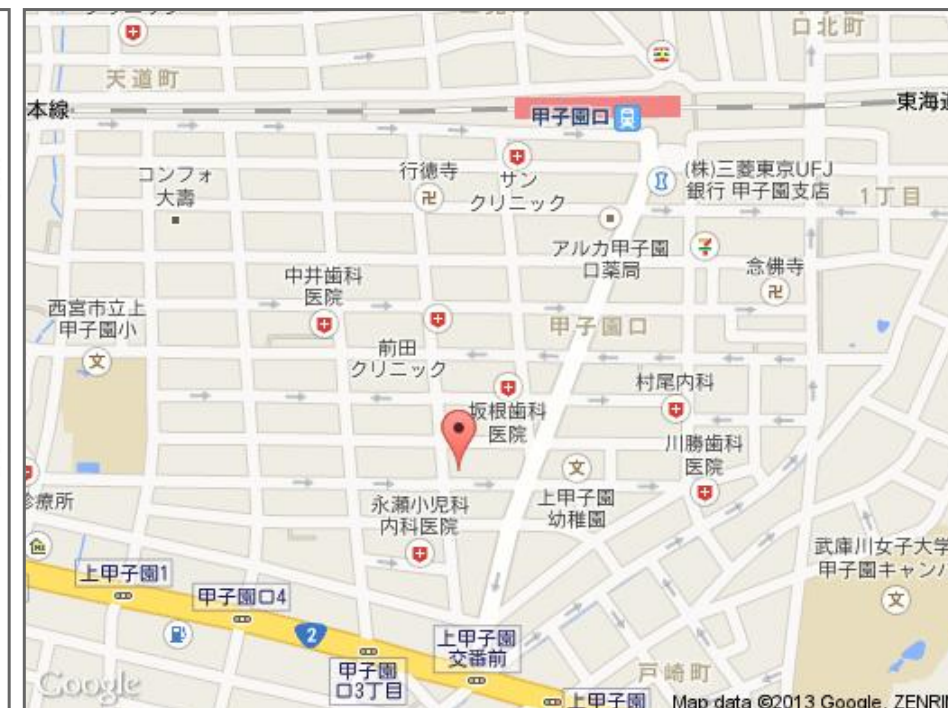 口北町
天道町
本線
東海道
甲子園口
コンフォ
大壽
行徳寺
サン
クリニック
(株)三菱東京UFJ
銀行 甲子園支店
1丁目
アルカ甲子園
口薬局
念佛寺
中井歯科
医院
西宮市立上
甲子園小
甲子園口
前田
クリニック
村尾内科
坂根歯科
医院
川勝歯科
医院
診療所
永瀬小児科
内科医院
上甲子園
幼稚園
武庫川女子大学
甲子園キャンパ
上甲子園1
甲子園口4
2
上甲子園
交番前
甲子園
口3丁目
戸崎町
上甲子園
Google
Map data ©2013 Google, ZENRI